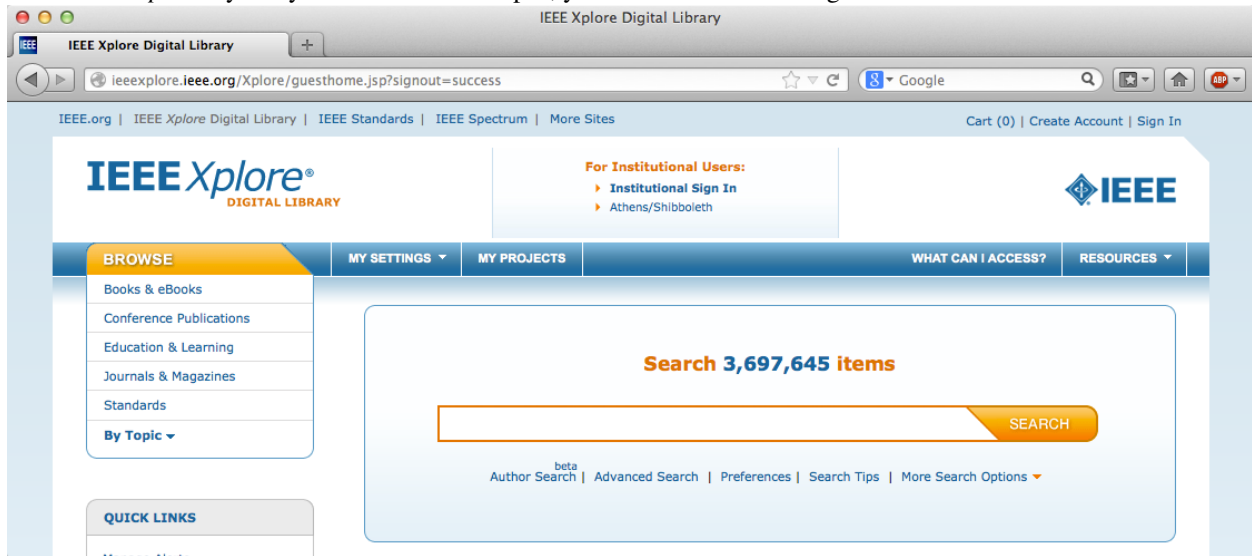 IEEE Xplore Digital Library
IEEE IEEE Xplore Digital Library +
ieeexplore.ieee.org/Xplore/guesthome.jsp?signout=success 8 Google ABP
IEEE.org | IEEE Xplore Digital Library | IEEE Standards | IEEE Spectrum | More Sites Cart (0) | Create Account | Sign In
IEEE Xplore®
DIGITAL LIBRARY
For Institutional Users:
Institutional Sign In
Athens/Shibboleth
IEEE
BROWSE MY SETTINGS MY PROJECTS WHAT CAN I ACCESS? RESOURCES
Books & eBooks
Conference Publications
Education & Learning
Journals & Magazines
Standards
By Topic
Search 3,697,645 items
SEARCH
beta
Author Search | Advanced Search | Preferences | Search Tips | More Search Options
QUICK LINKS